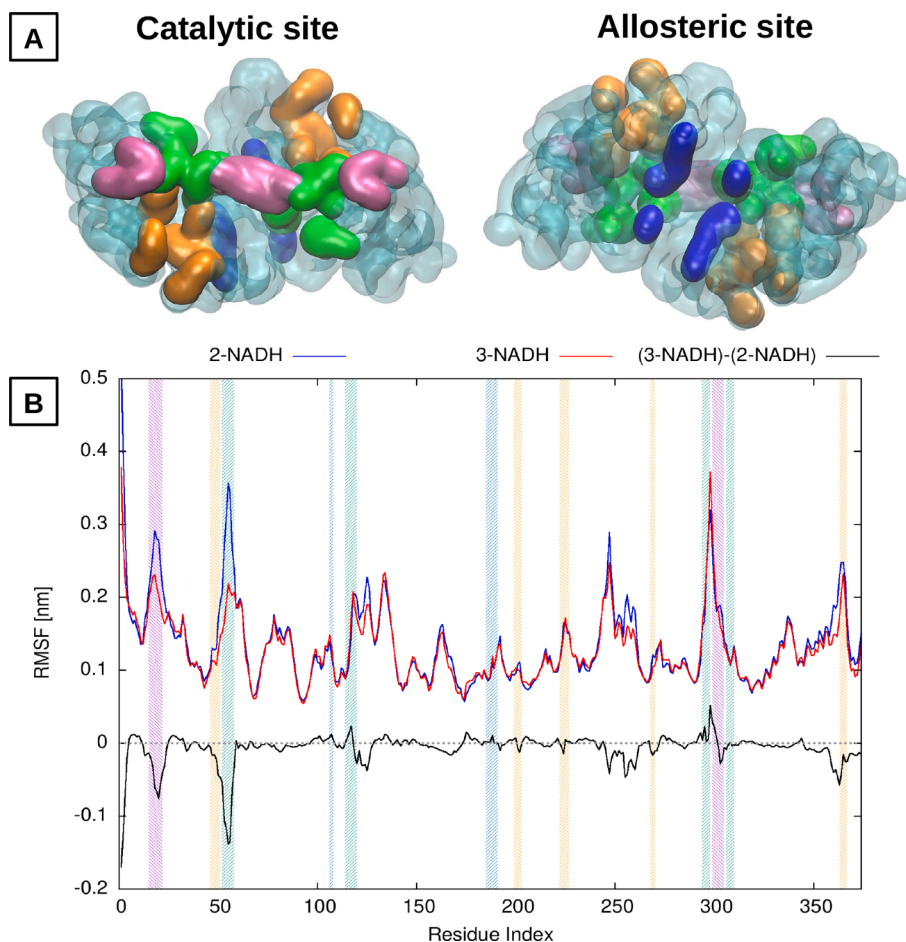 A
Catalytic site
Allosteric site
2-NADH
3-NADH
(3-NADH)-(2-NADH)
B
RMSF [nm]
0.5
0.4
0.3
0.2
0.1
0
-0.1
-0.2
0 50 100 150 200 250 300 350
Residue Index